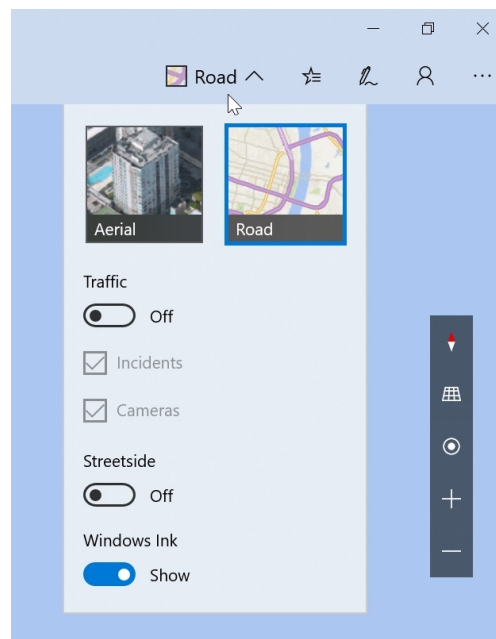 Road
Aerial
Road
Traffic
Off
Incidents
Cameras
Streetside
Off
Windows Ink
Show